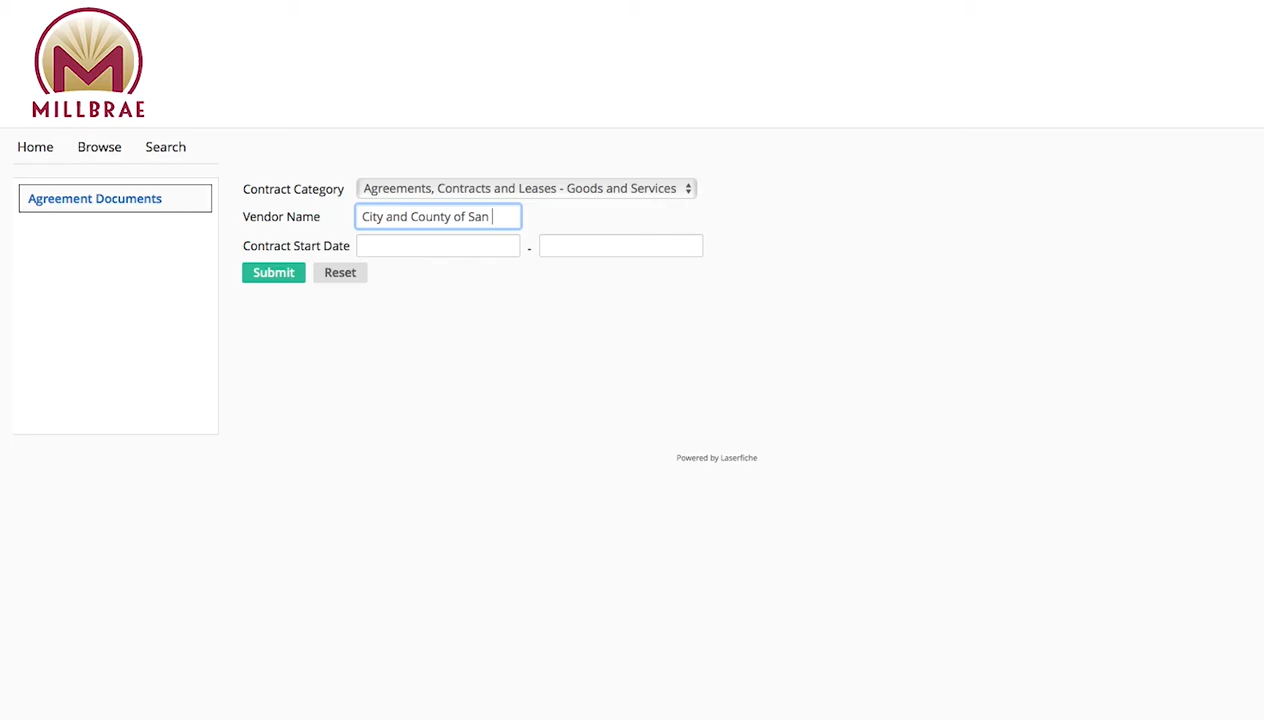 MILLBRAE
Home Browse Search
Agreement Documents
Contract Category Agreements, Contracts and Leases - Goods and Services
Vendor Name City and County of San
Contract Start Date -
Submit Reset
Powered by Laserfiche